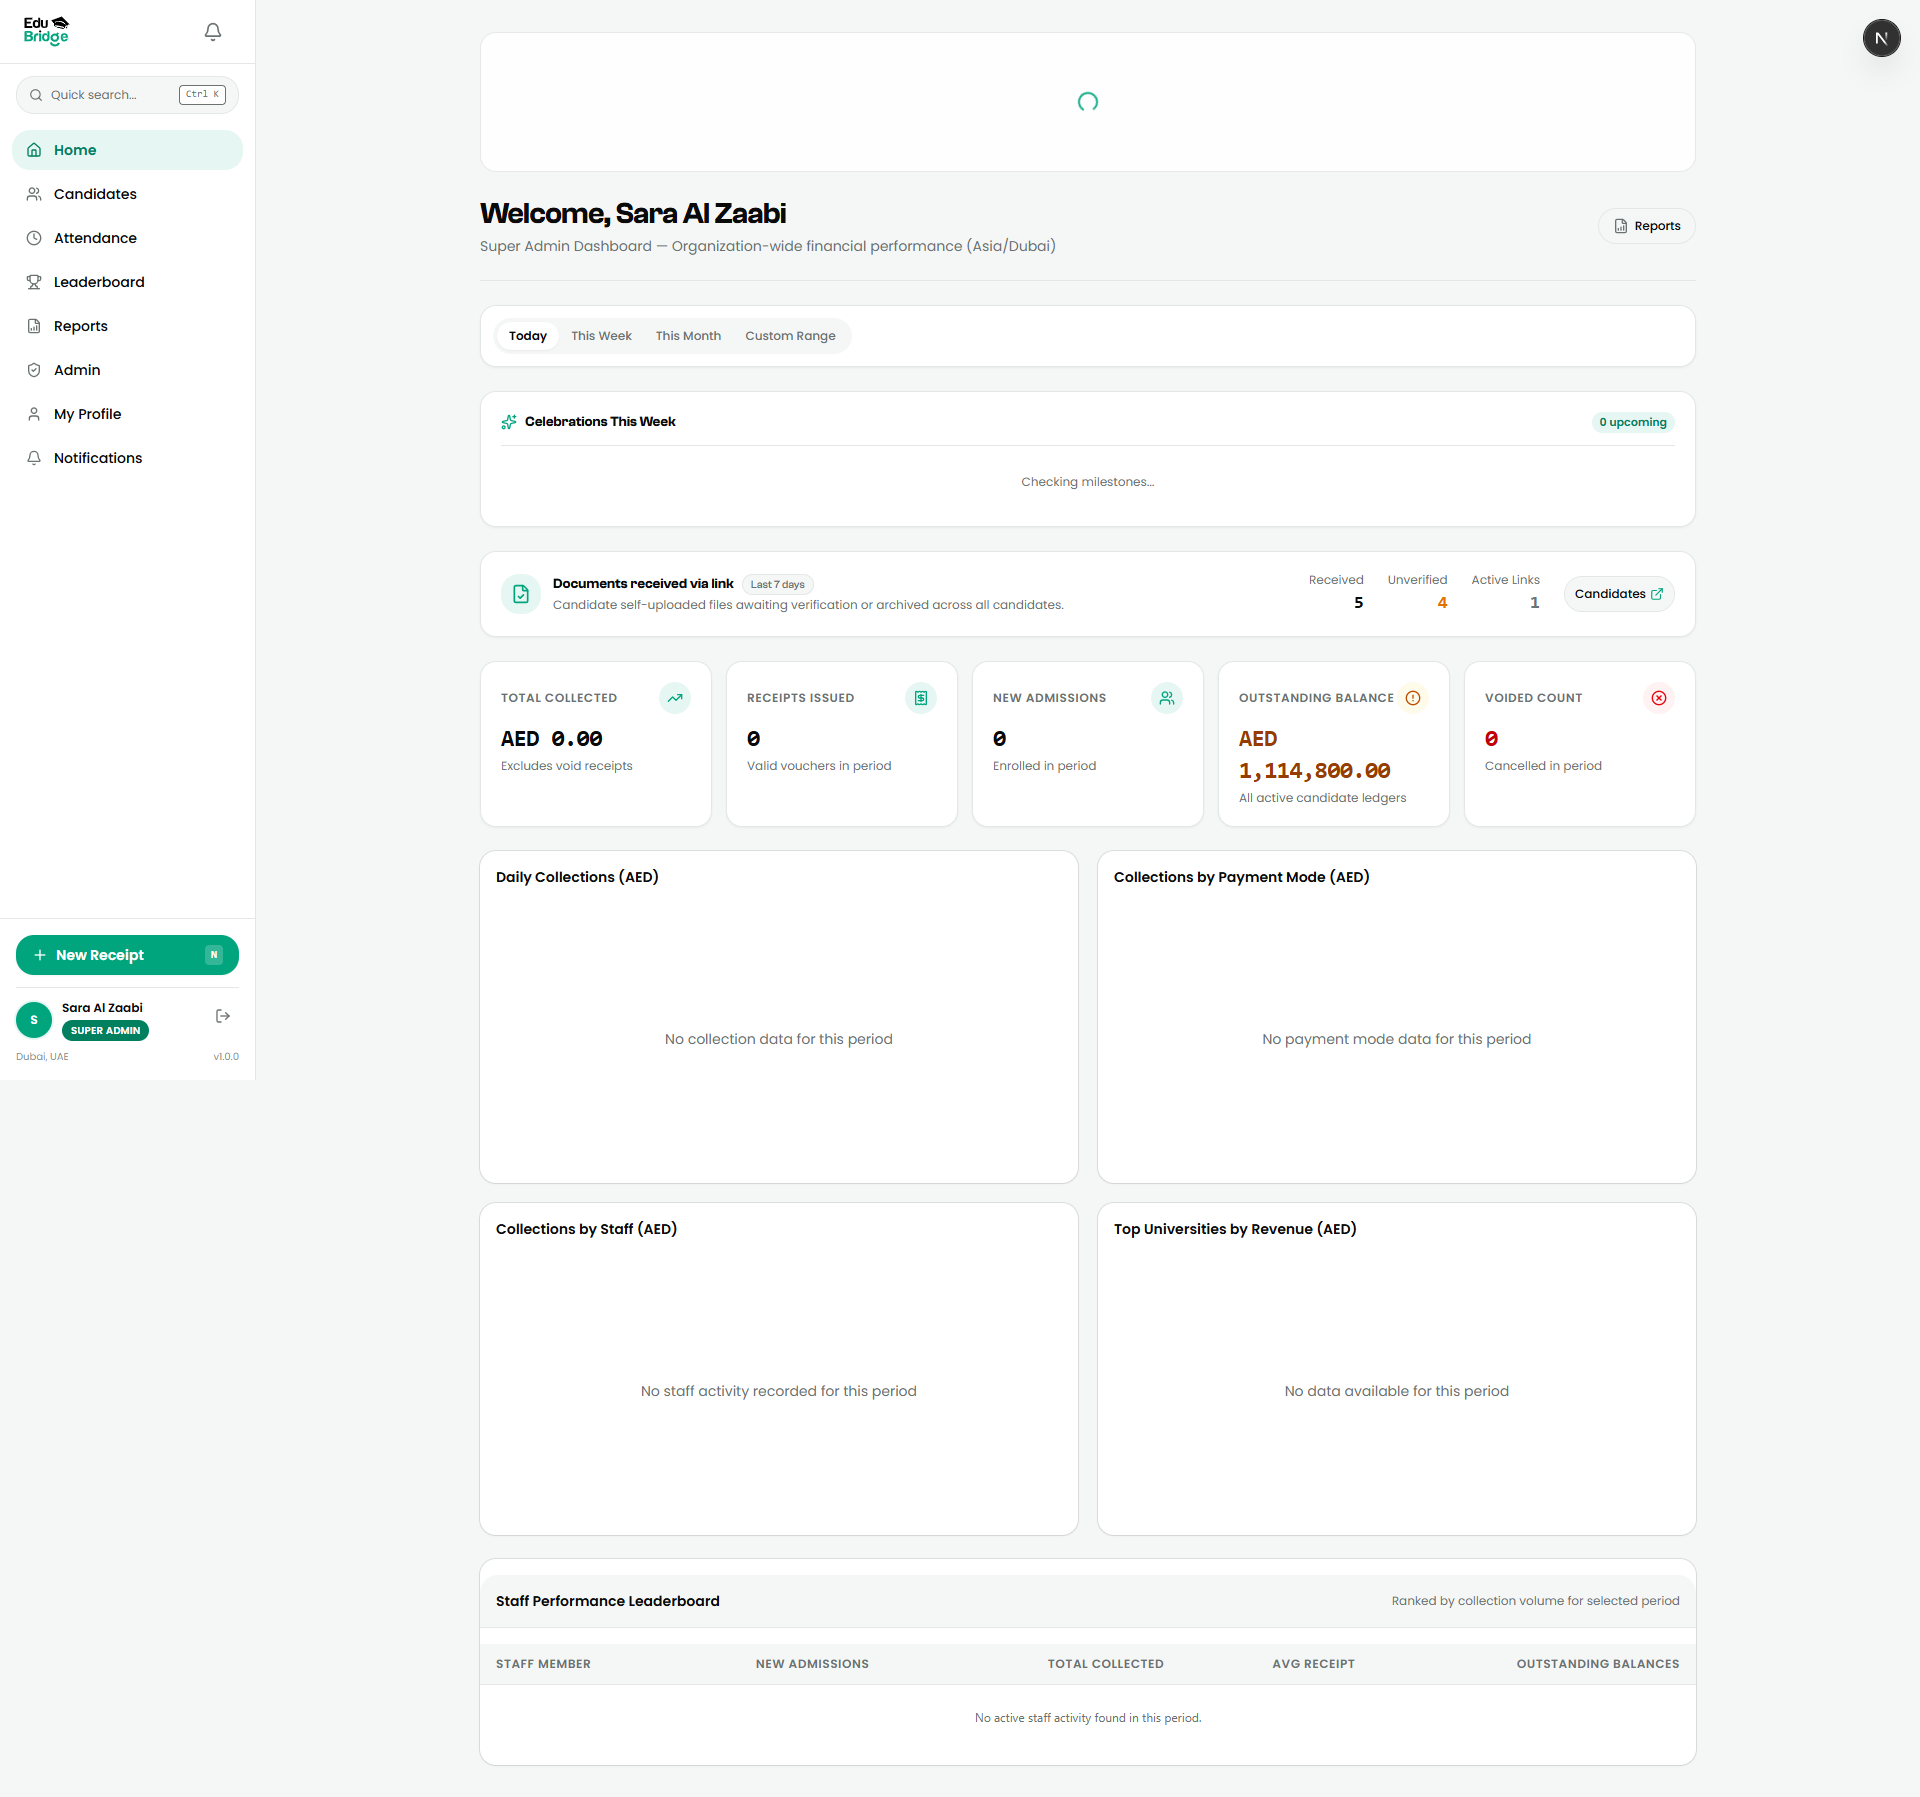 Edu
Bridge
Quick search...
Ctrl K
Home
Candidates
Attendance
Leaderboard
Reports
Admin
My Profile
Notifications
New Receipt
N
S
Sara Al Zaabi
SUPER ADMIN
Dubai, UAE
v1.0.0
N
Welcome, Sara Al Zaabi
Super Admin Dashboard — Organization-wide financial performance (Asia/Dubai)
Reports
Today
This Week
This Month
Custom Range
Celebrations This Week
0 upcoming
Checking milestones...
Documents received via link
Last 7 days
Candidate self-uploaded files awaiting verification or archived across all candidates.
Received
5
Unverified
4
Active Links
1
Candidates
TOTAL COLLECTED
AED 0.00
Excludes void receipts
RECEIPTS ISSUED
0
Valid vouchers in period
NEW ADMISSIONS
0
Enrolled in period
OUTSTANDING BALANCE
AED
1,114,800.00
All active candidate ledgers
VOIDED COUNT
0
Cancelled in period
Daily Collections (AED)
No collection data for this period
Collections by Payment Mode (AED)
No payment mode data for this period
Collections by Staff (AED)
No staff activity recorded for this period
Top Universities by Revenue (AED)
No data available for this period
Staff Performance Leaderboard
Ranked by collection volume for selected period
STAFF MEMBER
NEW ADMISSIONS
TOTAL COLLECTED
AVG RECEIPT
OUTSTANDING BALANCES
No active staff activity found in this period.